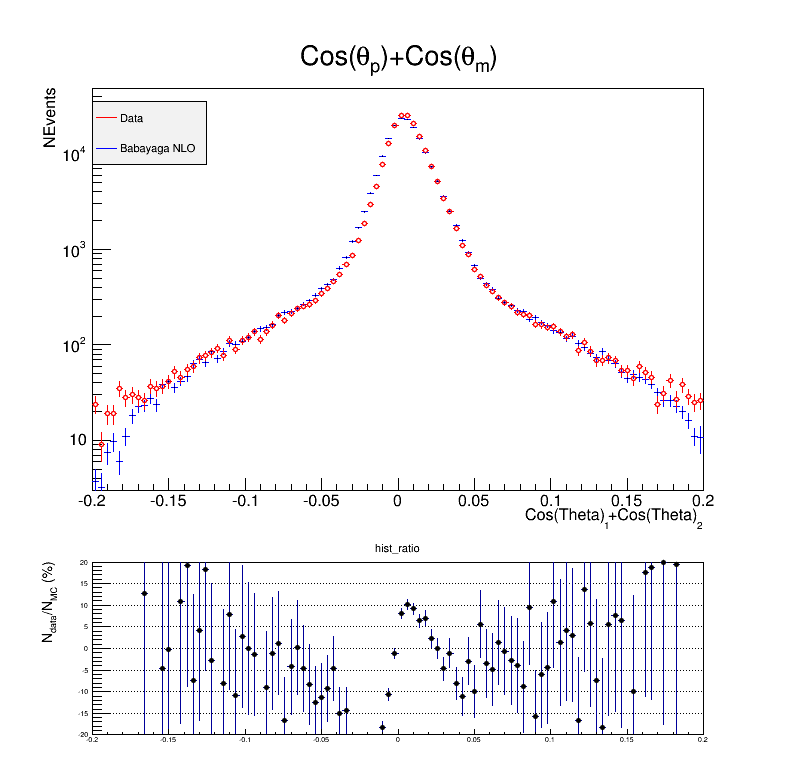 Cos(θp)+Cos(θm)
NEvents
Data
Babayaga NLO
10⁴
10³
10²
10
-0.2 -0.15 -0.1 -0.05 0 0.05 0.1 0.15 0.2
Cos(Theta)₁+Cos(Theta)₂
hist_ratio
N_data/N_MC (%)
20
15
10
5
0
-5
-10
-15
-20
-0.2 -0.15 -0.1 -0.05 0 0.05 0.1 0.15 0.2